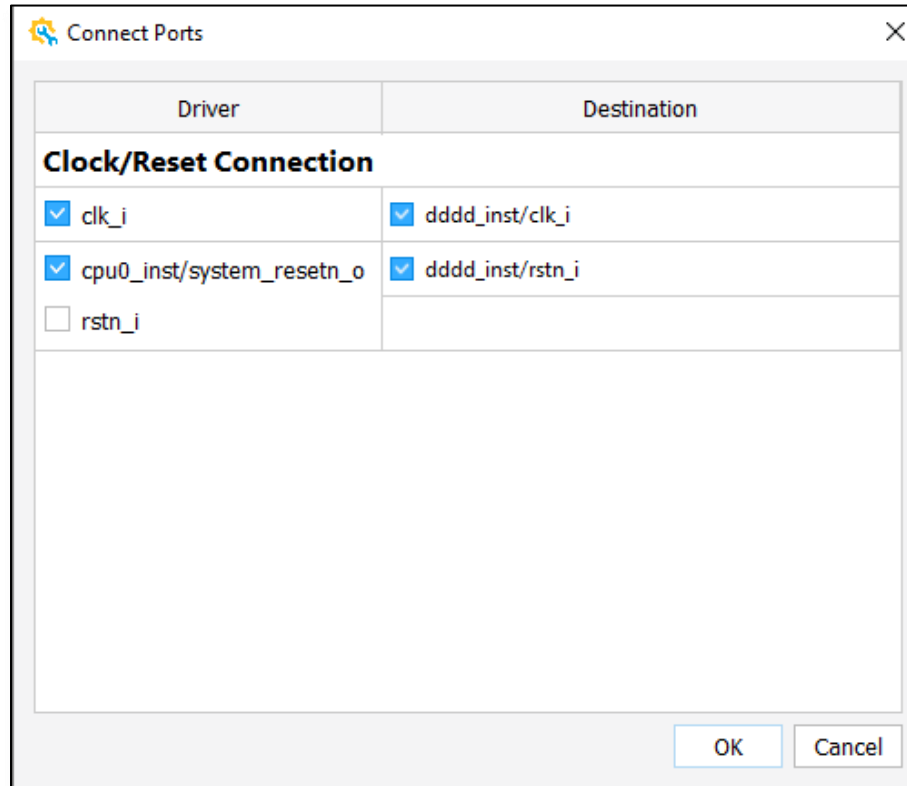 Connect Ports
Driver Destination
Clock/Reset Connection
clk_i dddd_inst/clk_i
cpu0_inst/system_resetn_o dddd_inst/rstn_i
rstn_i
OK Cancel